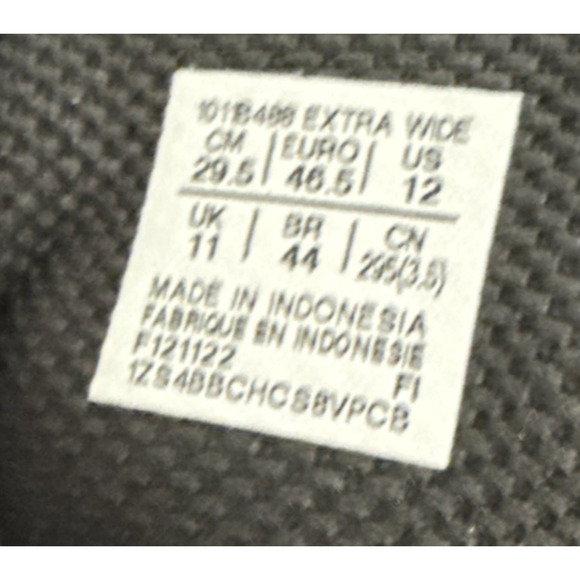 1011B488 EXTRA WIDE
CM | EURO | US
29.5 | 46.5 | 12
UK | BR | CN
11 | 44 | 295(3.5)
MADE IN INDONESIA
FABRIQUE EN INDONESIE
F121122 FI
1ZS4BBCHCS8VPCB